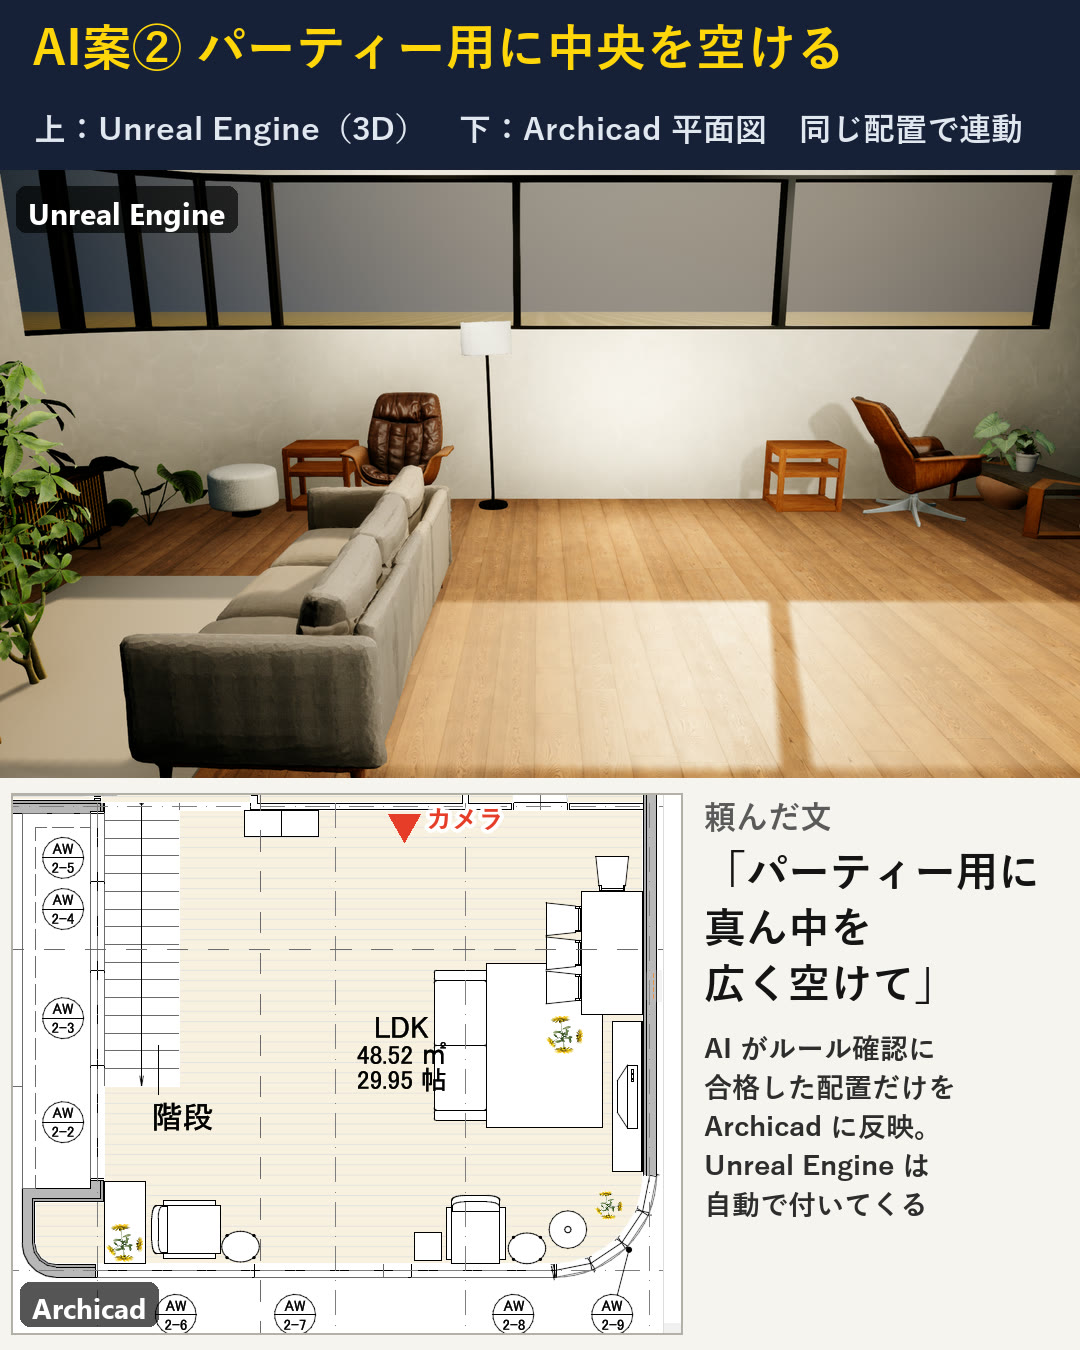 AI案② パーティー用に中央を空ける
上：Unreal Engine（3D）　下：Archicad 平面図　同じ配置で連動
Unreal Engine
カメラ
AW
2-5
AW
2-4
AW
2-3
AW
2-2
LDK
48.52 ㎡
29.95 帖
階段
Archicad
AW
2-6
AW
2-7
AW
2-8
AW
2-9
頼んだ文
「パーティー用に
真ん中を
広く空けて」
AI がルール確認に
合格した配置だけを
Archicad に反映。
Unreal Engine は
自動で付いてくる